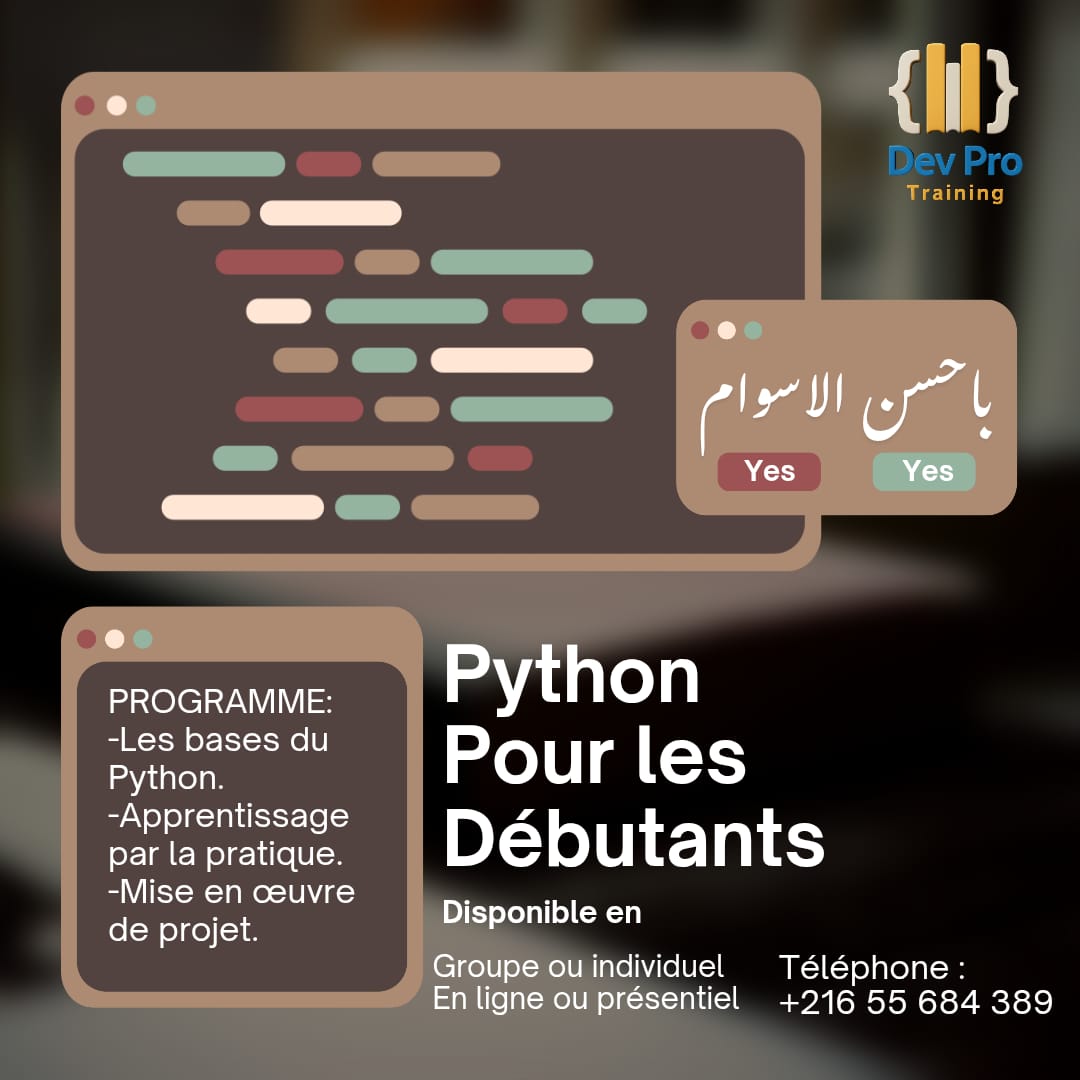 Dev Pro
Training
باحسن الاسوام
Yes
Yes
PROGRAMME:
-Les bases du
Python.
-Apprentissage
par la pratique.
-Mise en œuvre
de projet.
Python
Pour les
Débutants
Disponible en
Groupe ou individuel
En ligne ou présentiel
Téléphone :
+216 55 684 389